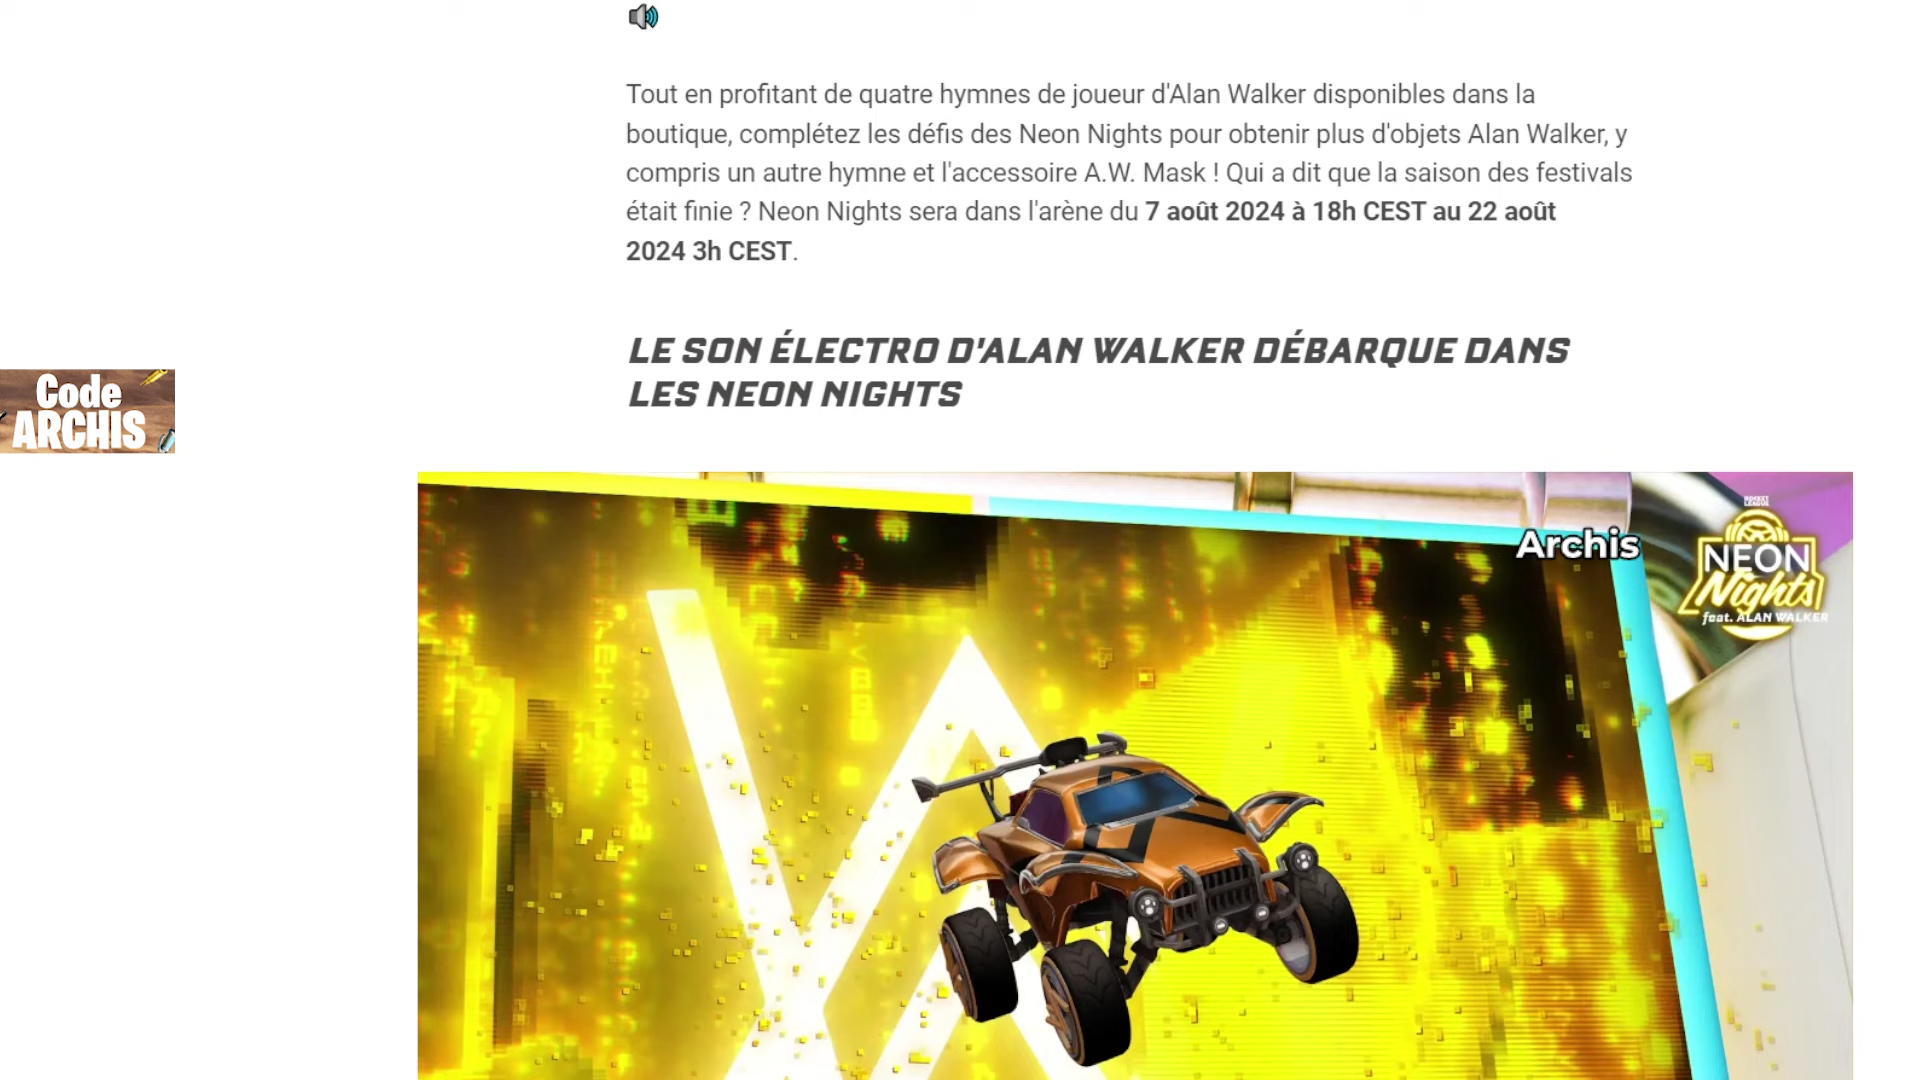 Tout en profitant de quatre hymnes de joueur d'Alan Walker disponibles dans la
boutique, complétez les défis des Neon Nights pour obtenir plus d'objets Alan Walker, y
compris un autre hymne et l'accessoire A.W. Mask ! Qui a dit que la saison des festivals
était finie ? Neon Nights sera dans l'arène du 7 août 2024 à 18h CEST au 22 août
2024 3h CEST.
LE SON ÉLECTRO D'ALAN WALKER DÉBARQUE DANS
LES NEON NIGHTS
Code
ARCHIS
Archis
ROCKET
LEAGUE
NEON
Nights
feat. ALAN WALKER